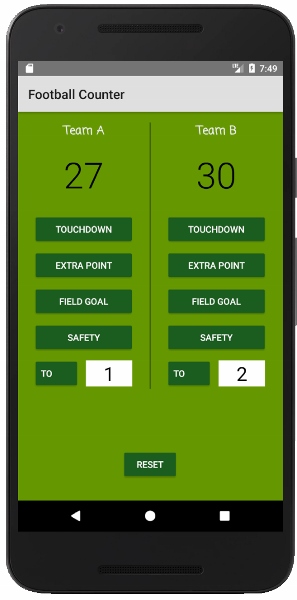 7:49
Football Counter
Team A
Team B
27
30
TOUCHDOWN
TOUCHDOWN
EXTRA POINT
EXTRA POINT
FIELD GOAL
FIELD GOAL
SAFETY
SAFETY
TO
1
TO
2
RESET